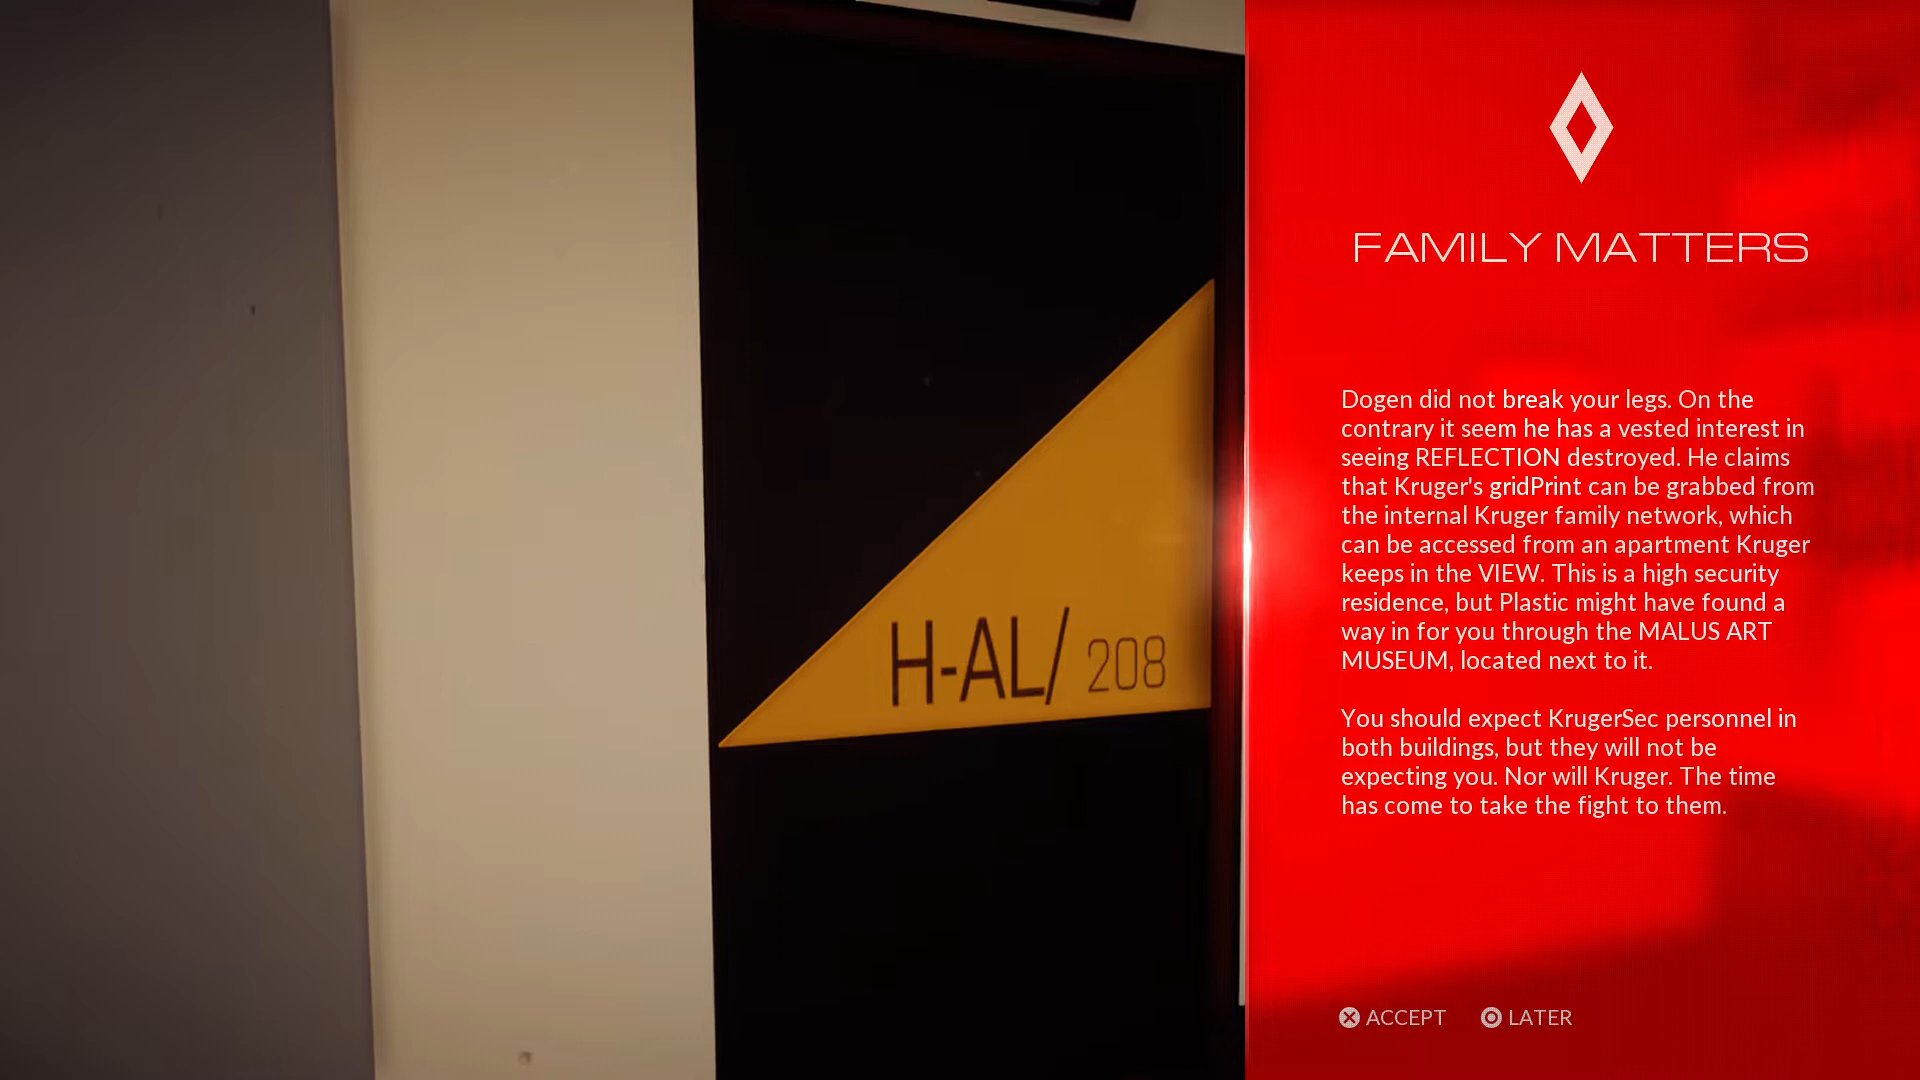 H-AL/ 208
FAMILY MATTERS
Dogen did not break your legs. On the
contrary it seem he has a vested interest in
seeing REFLECTION destroyed. He claims
that Kruger's gridPrint can be grabbed from
the internal Kruger family network, which
can be accessed from an apartment Kruger
keeps in the VIEW. This is a high security
residence, but Plastic might have found a
way in for you through the MALUS ART
MUSEUM, located next to it.
You should expect KrugerSec personnel in
both buildings, but they will not be
expecting you. Nor will Kruger. The time
has come to take the fight to them.
ACCEPT LATER